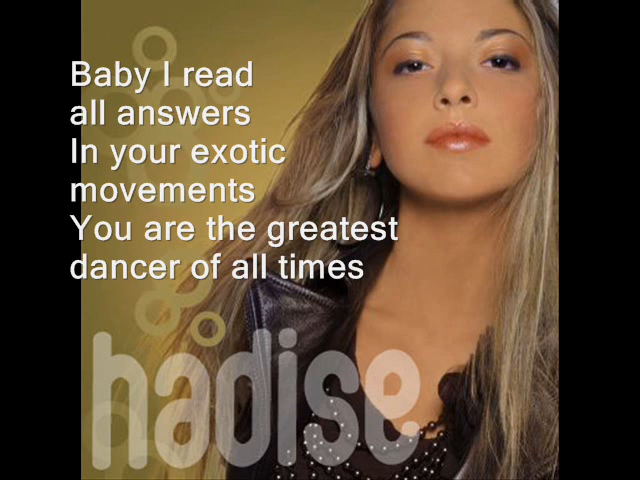 Baby I read
all answers
In your exotic
movements
You are the greatest
dancer of all times
hadise